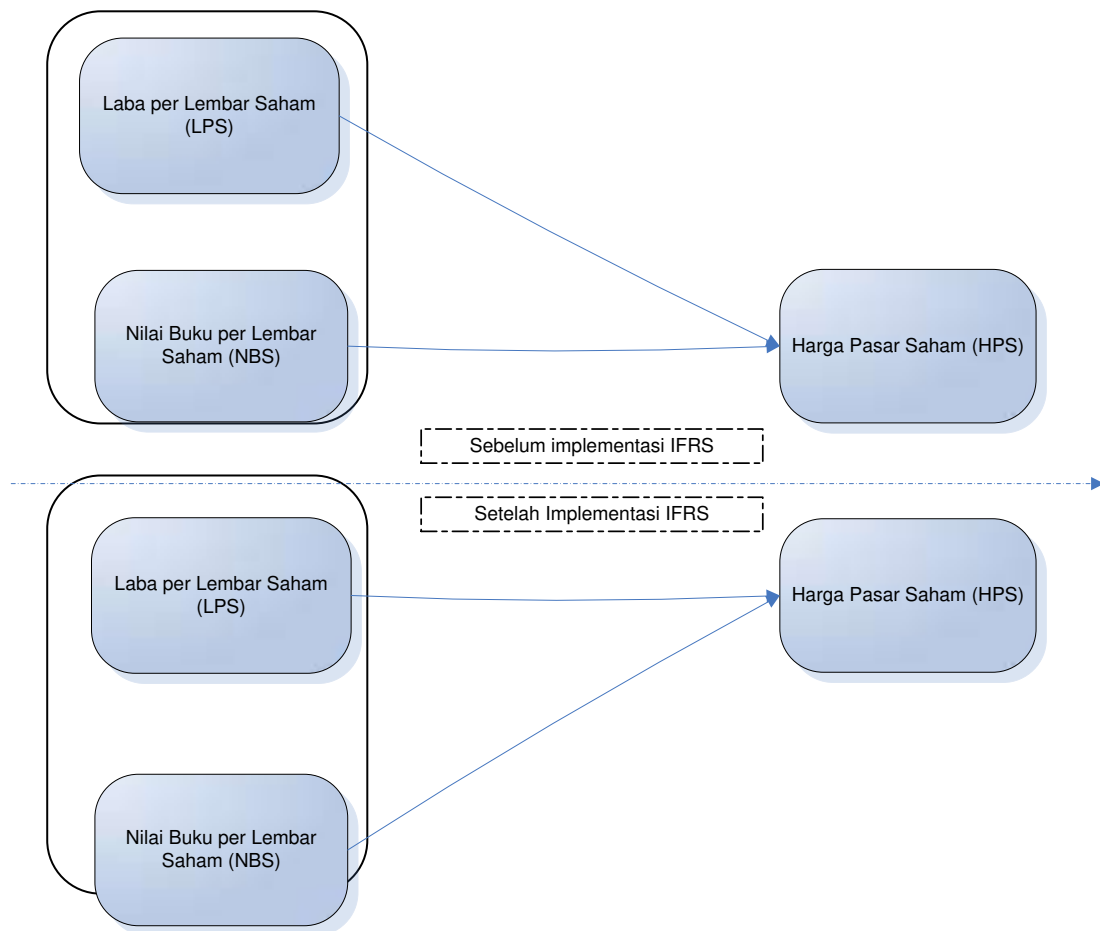 Laba per Lembar Saham
(LPS)
Nilai Buku per Lembar
Saham (NBS)
Harga Pasar Saham (HPS)
Sebelum implementasi IFRS
Setelah Implementasi IFRS
Laba per Lembar Saham
(LPS)
Harga Pasar Saham (HPS)
Nilai Buku per Lembar
Saham (NBS)